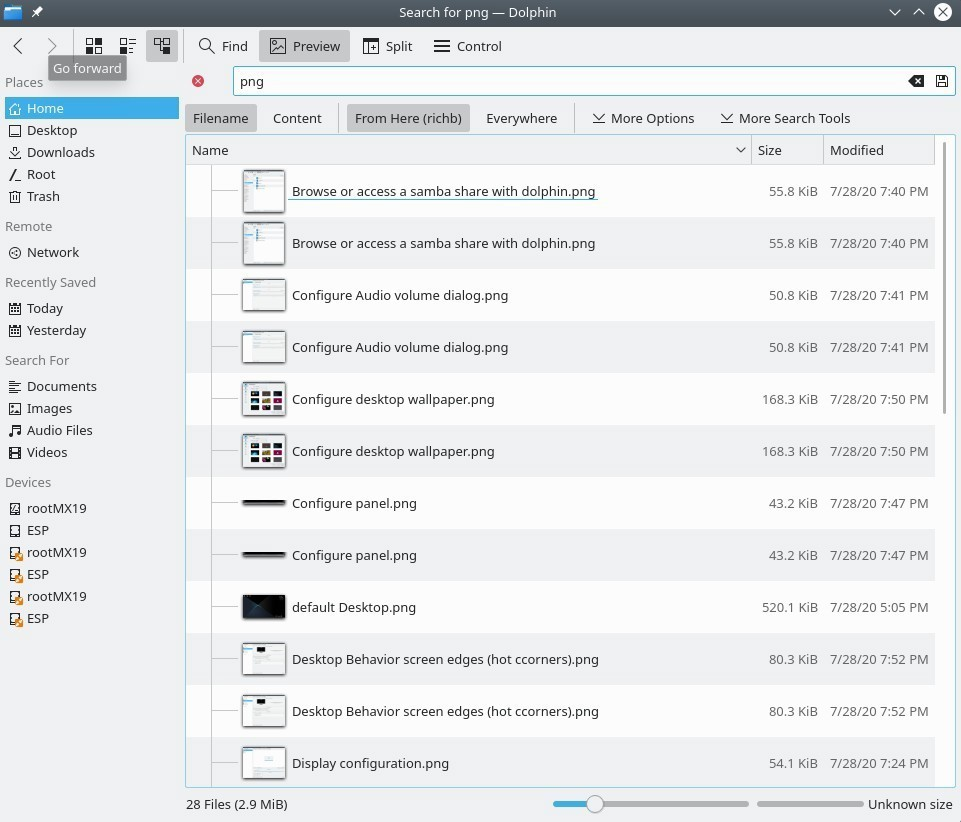 Search for png — Dolphin
Find Preview Split Control
Go forward
Places
Home
Desktop
Downloads
Root
Trash
Remote
Network
Recently Saved
Today
Yesterday
Search For
Documents
Images
Audio Files
Videos
Devices
rootMX19
ESP
rootMX19
ESP
rootMX19
ESP
png
Filename Content From Here (richb) Everywhere More Options More Search Tools
Name Size Modified
Browse or access a samba share with dolphin.png 55.8 KiB 7/28/20 7:40 PM
Browse or access a samba share with dolphin.png 55.8 KiB 7/28/20 7:40 PM
Configure Audio volume dialog.png 50.8 KiB 7/28/20 7:41 PM
Configure Audio volume dialog.png 50.8 KiB 7/28/20 7:41 PM
Configure desktop wallpaper.png 168.3 KiB 7/28/20 7:50 PM
Configure desktop wallpaper.png 168.3 KiB 7/28/20 7:50 PM
Configure panel.png 43.2 KiB 7/28/20 7:47 PM
Configure panel.png 43.2 KiB 7/28/20 7:47 PM
default Desktop.png 520.1 KiB 7/28/20 5:05 PM
Desktop Behavior screen edges (hot ccorners).png 80.3 KiB 7/28/20 7:52 PM
Desktop Behavior screen edges (hot ccorners).png 80.3 KiB 7/28/20 7:52 PM
Display configuration.png 54.1 KiB 7/28/20 7:24 PM
28 Files (2.9 MiB) Unknown size